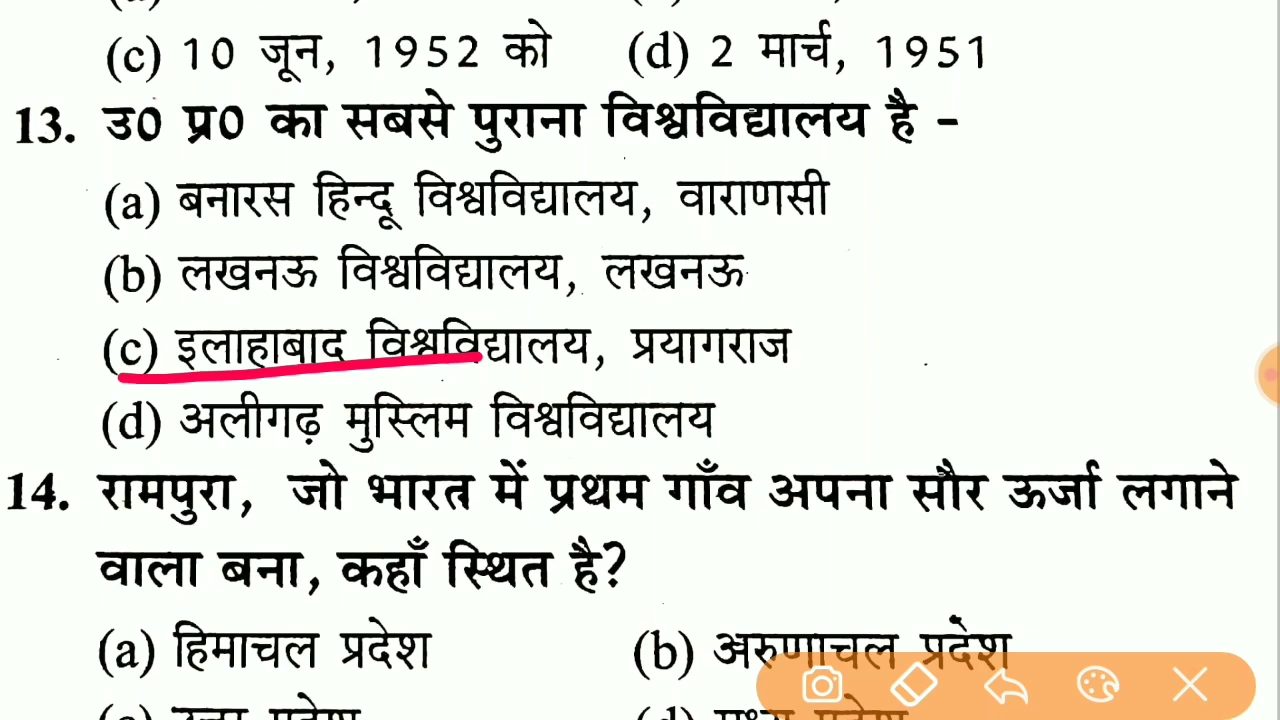 (c) 10 जून, 1952 को (d) 2 मार्च, 1951
13. उ0 प्र0 का सबसे पुराना विश्वविद्यालय है -
(a) बनारस हिन्दू विश्वविद्यालय, वाराणसी
(b) लखनऊ विश्वविद्यालय, लखनऊ
(c) इलाहाबाद विश्वविद्यालय, प्रयागराज
(d) अलीगढ़ मुस्लिम विश्वविद्यालय
14. रामपुरा, जो भारत में प्रथम गाँव अपना सौर ऊर्जा लगाने
वाला बना, कहाँ स्थित है?
(a) हिमाचल प्रदेश (b) अरुणाचल प्रदेश